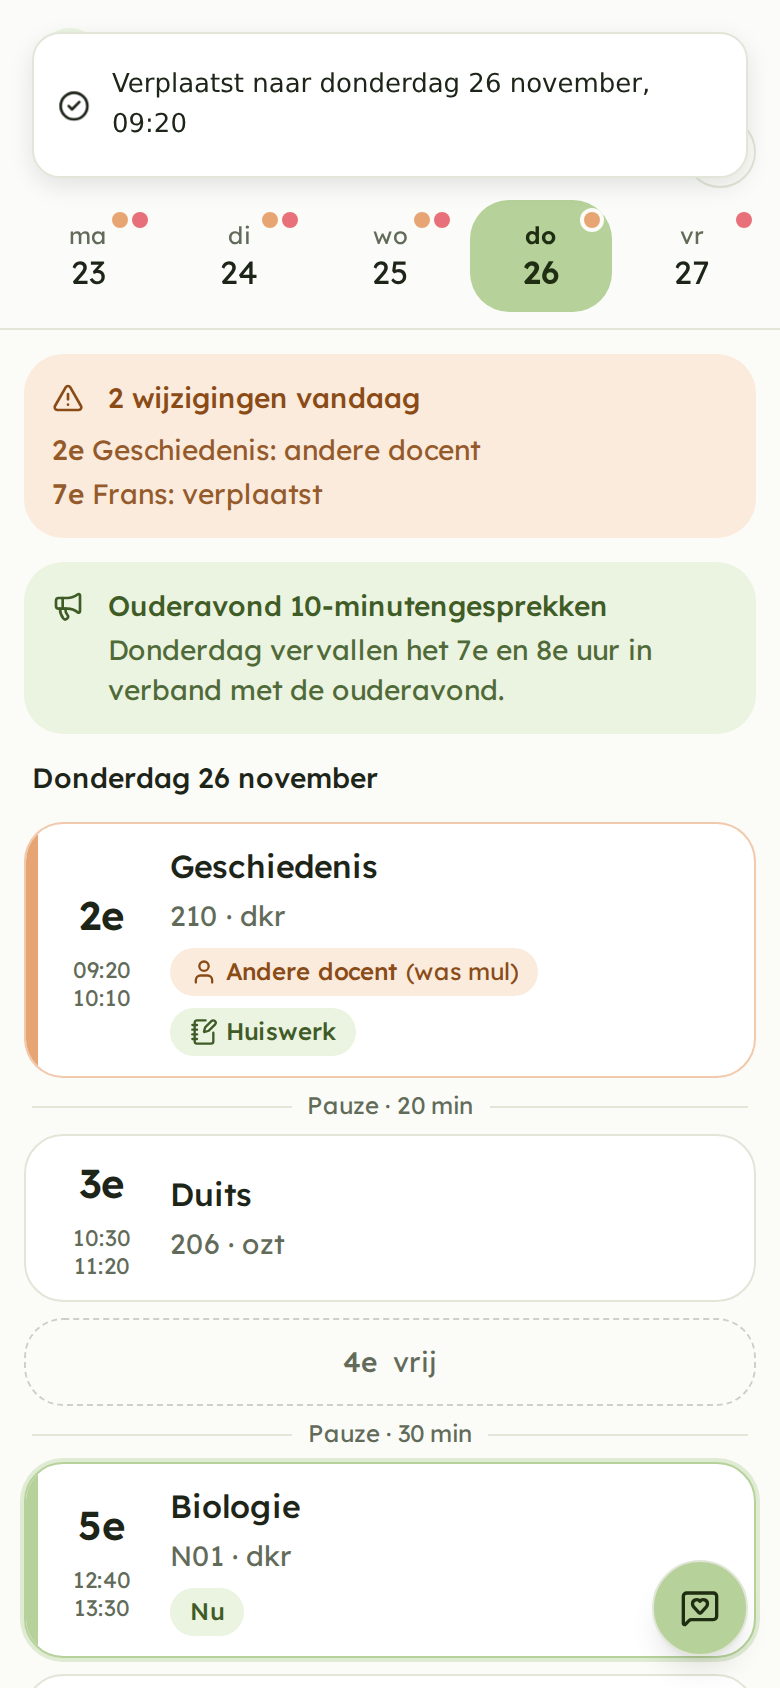 Verplaatst naar donderdag 26 november,
09:20
ma
23
di
24
wo
25
do
26
vr
27
2 wijzigingen vandaag
2e Geschiedenis: andere docent
7e Frans: verplaatst
Ouderavond 10-minutengesprekken
Donderdag vervallen het 7e en 8e uur in
verband met de ouderavond.
Donderdag 26 november
2e
09:20
10:10
Geschiedenis
210 · dkr
Andere docent (was mul)
Huiswerk
Pauze · 20 min
3e
10:30
11:20
Duits
206 · ozt
4e vrij
Pauze · 30 min
5e
12:40
13:30
Biologie
N01 · dkr
Nu